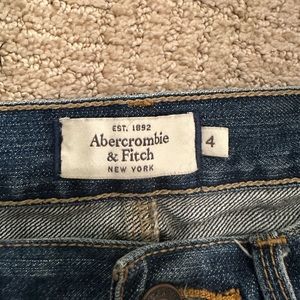 EST. 1892
Abercrombie
& Fitch
NEW YORK
4